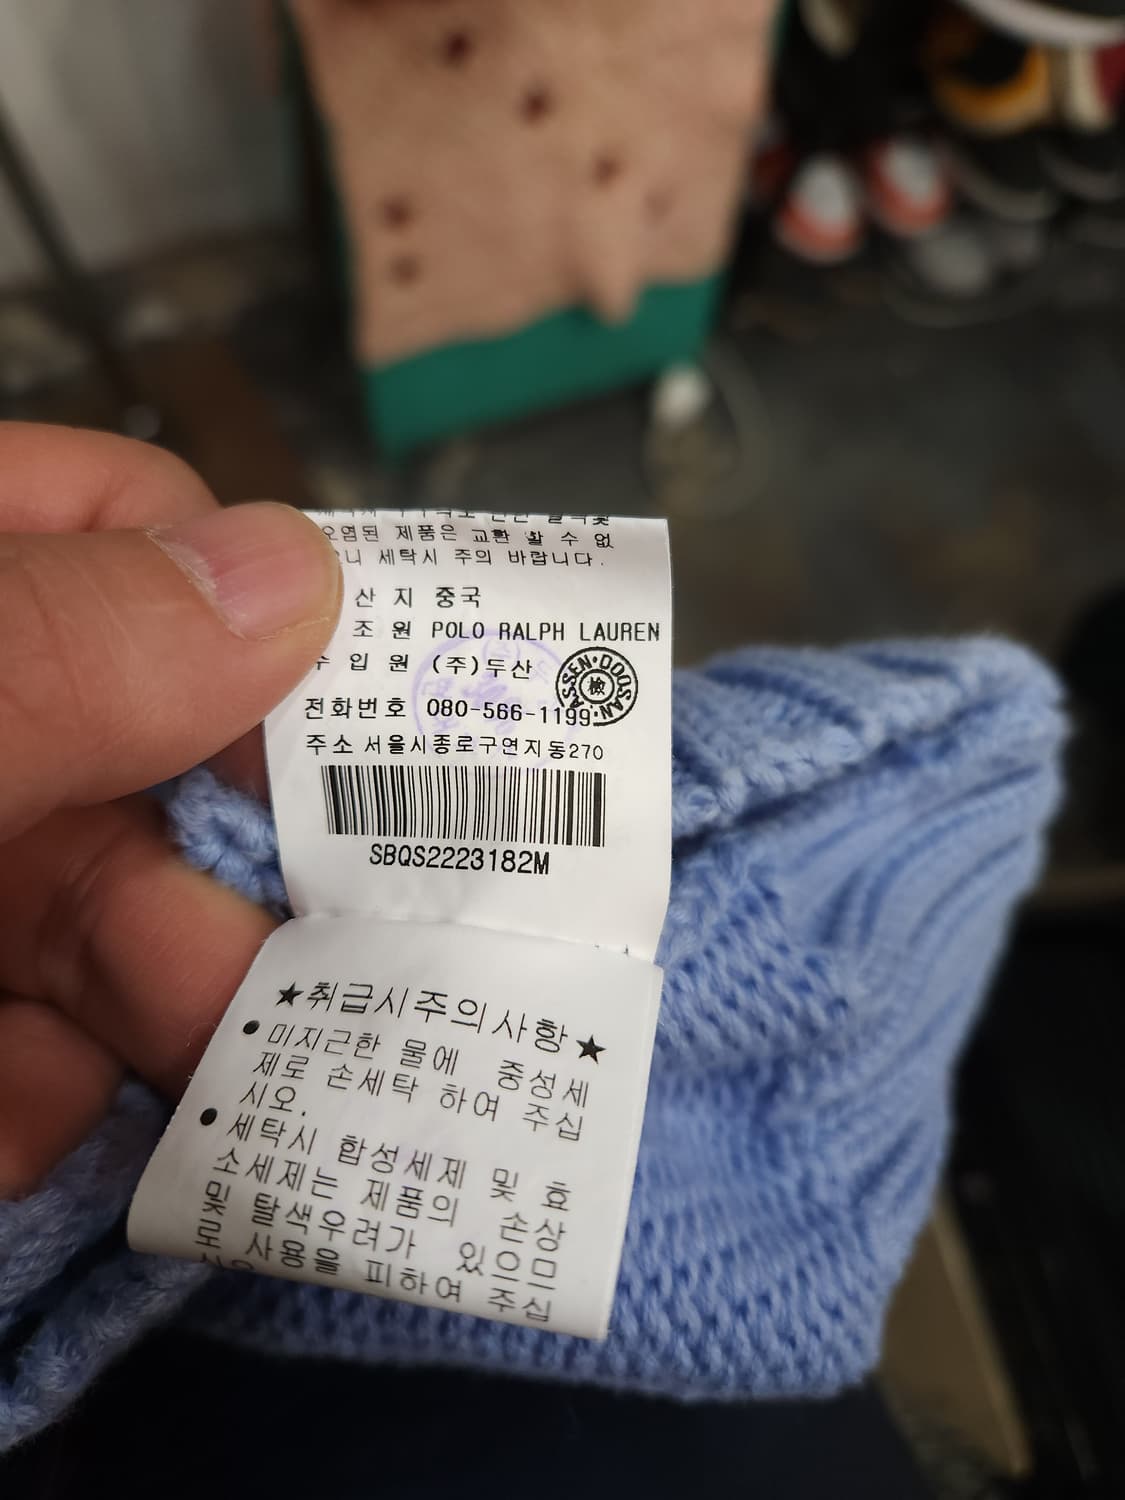 오염된 제품은 교환 할 수 없
니 세탁시 주의 바랍니다.
산 지 중국
조 원 POLO RALPH LAUREN
수 입 원 (주)두산
ASSEN·DOOSAN 檢
전화번호 080-566-1199
주소 서울시종로구연지동270
SBQS2223182M
★취급시주의사항★
● 미지근한 물에 중성세
제로 손세탁 하여 주십
시오.
● 세탁시 합성세제 및 효
소세제는 제품의 손상
및 탈색우려가 있으므
로 사용을 피하여 주십
시오